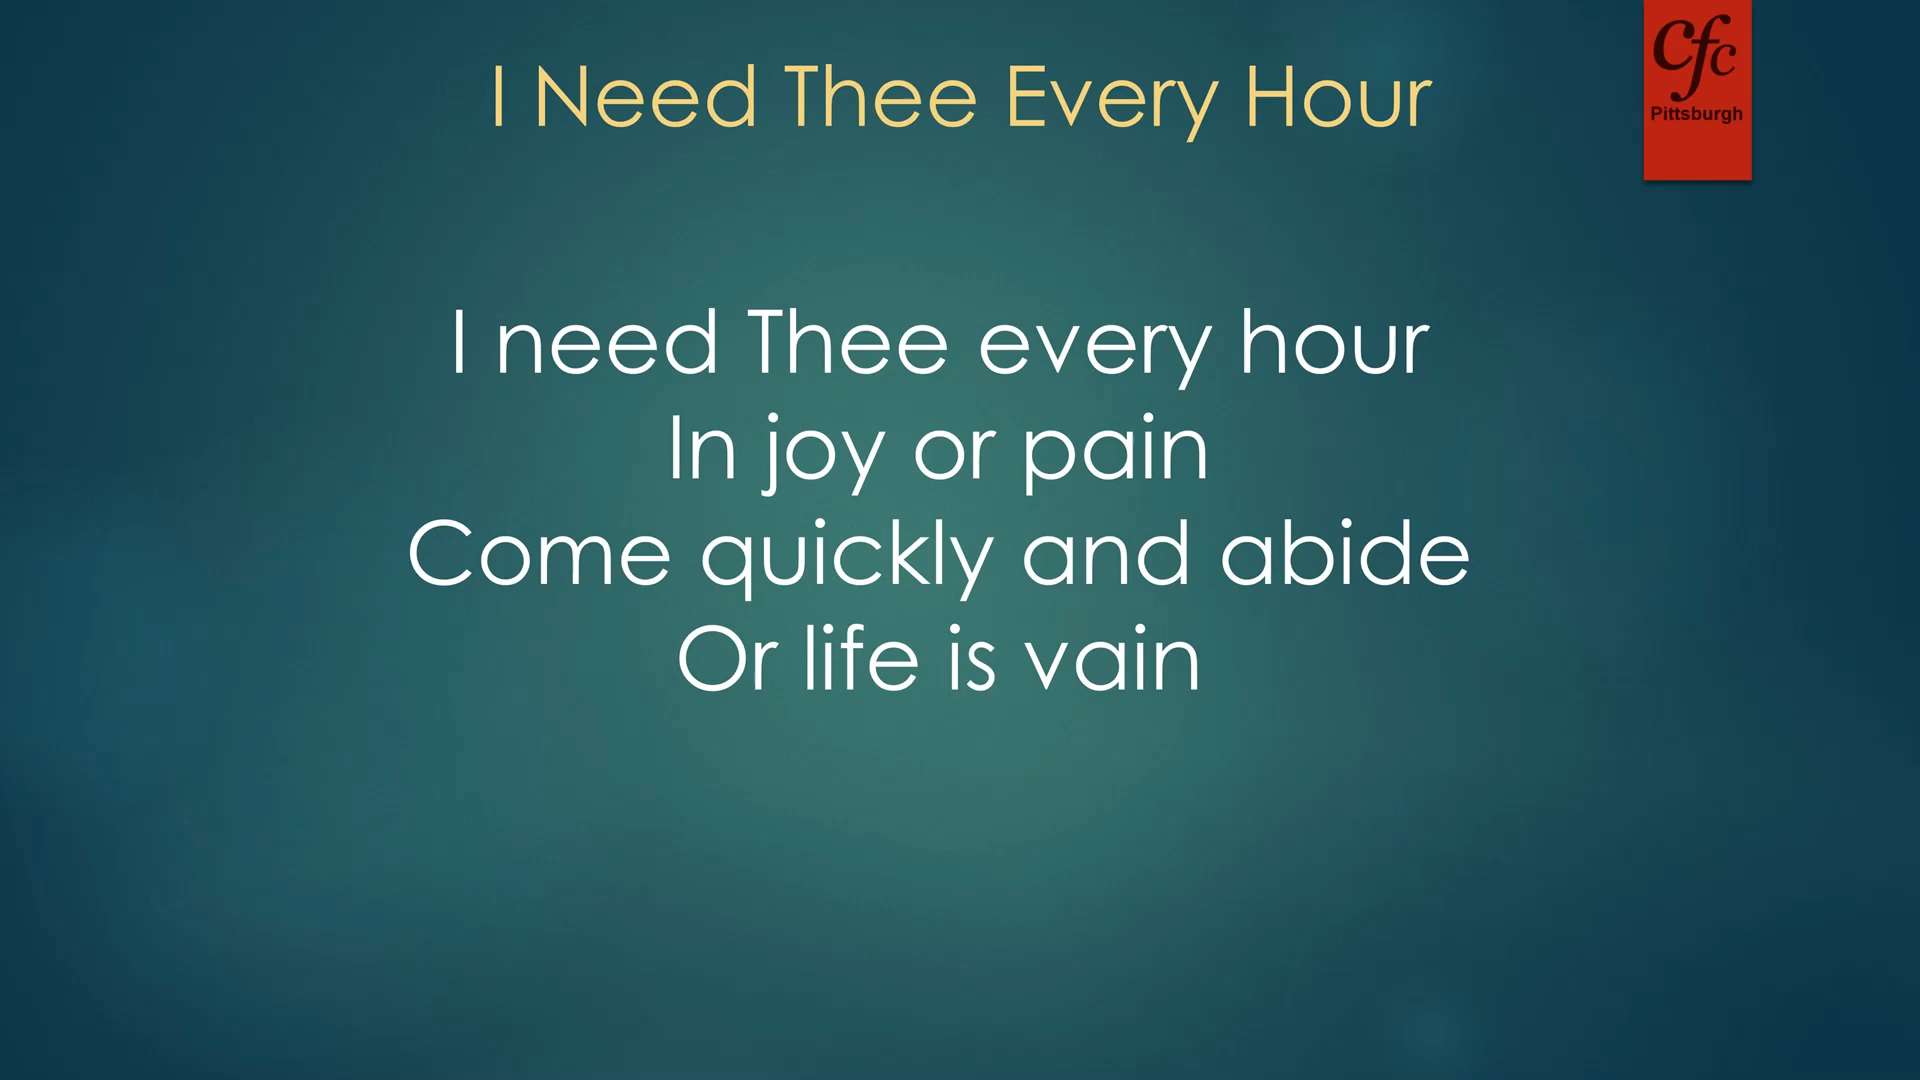 I Need Thee Every Hour
cfc
Pittsburgh
I need Thee every hour
In joy or pain
Come quickly and abide
Or life is vain